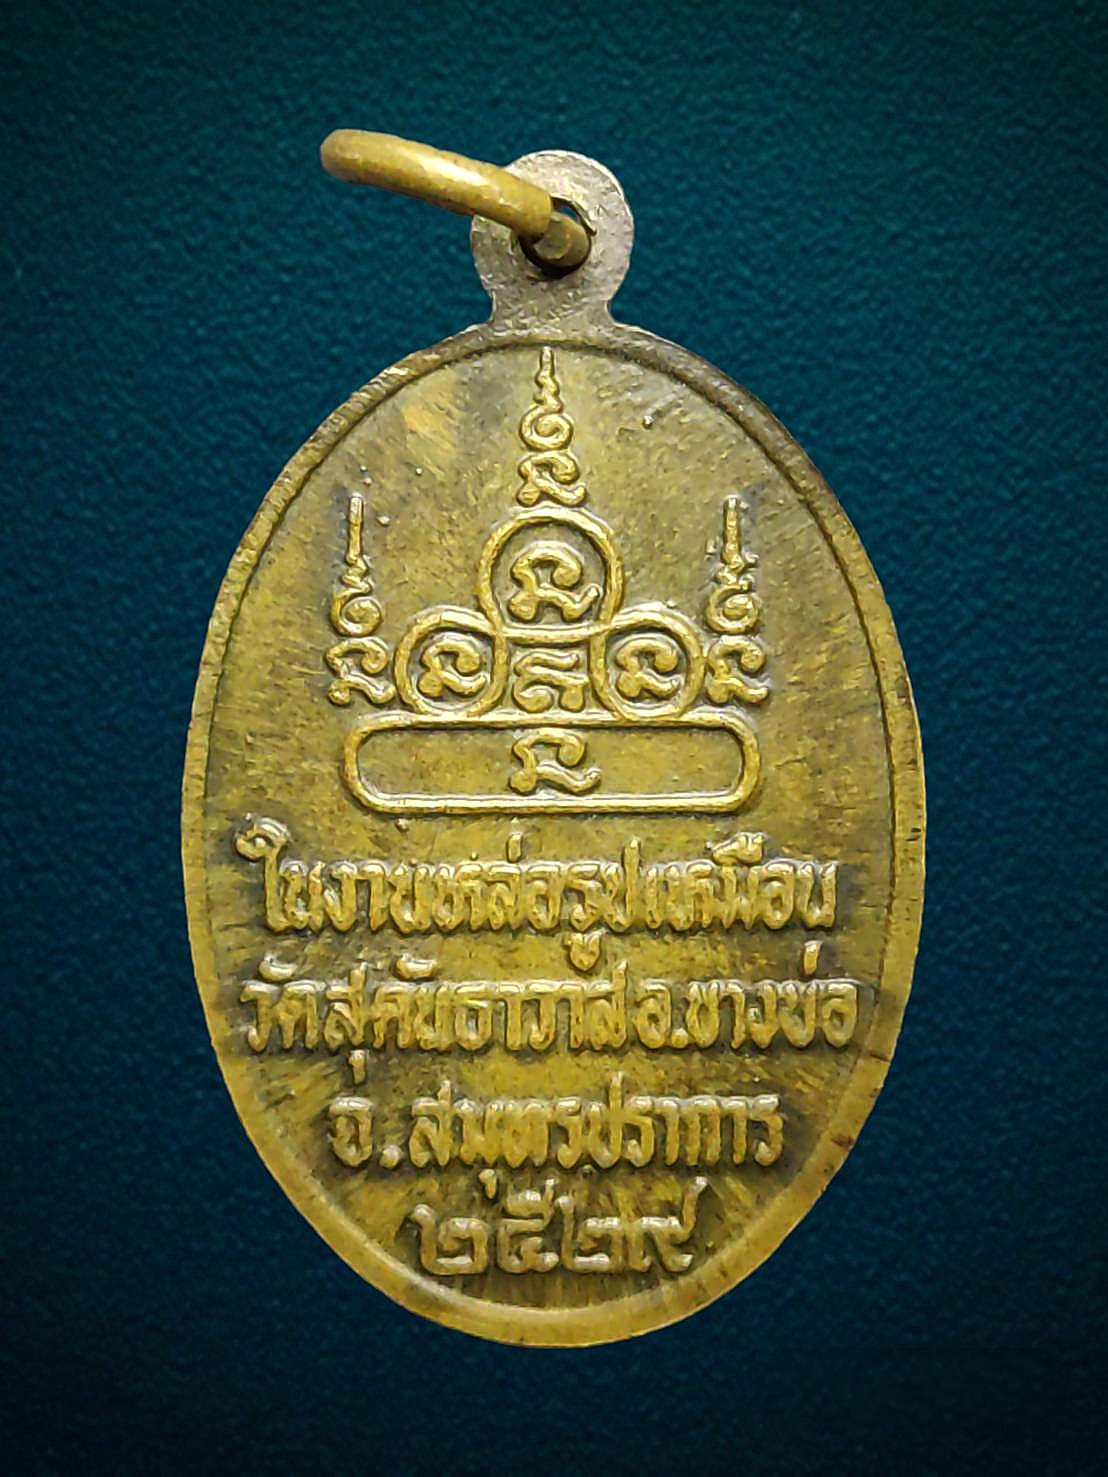 ในงานหล่อรูปเหมือน
วัดสุคันธาวาส อ.บางบ่อ
จ.สมุทรปราการ
๒๕๒๙